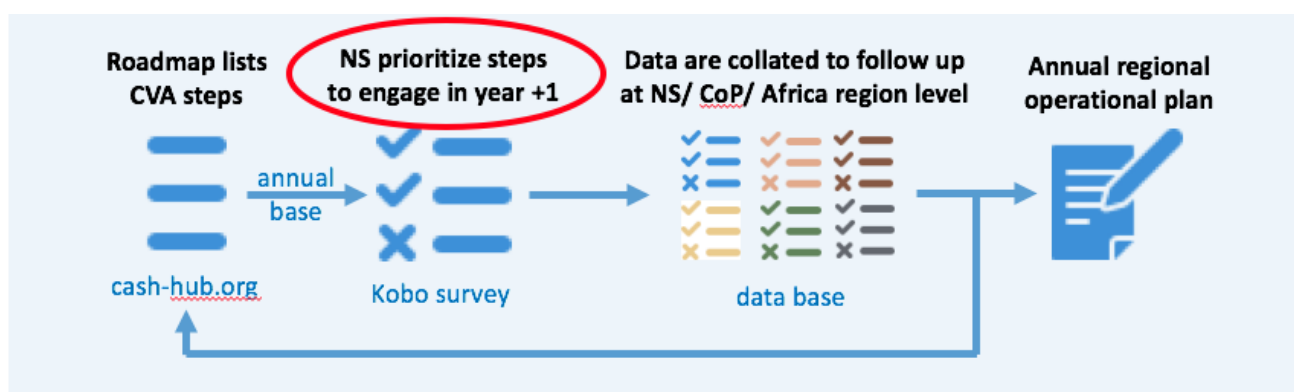 Roadmap lists
CVA steps
NS prioritize steps
to engage in year +1
Data are collated to follow up
at NS/ CoP/ Africa region level
Annual regional
operational plan
annual
base
cash-hub.org
Kobo survey
data base